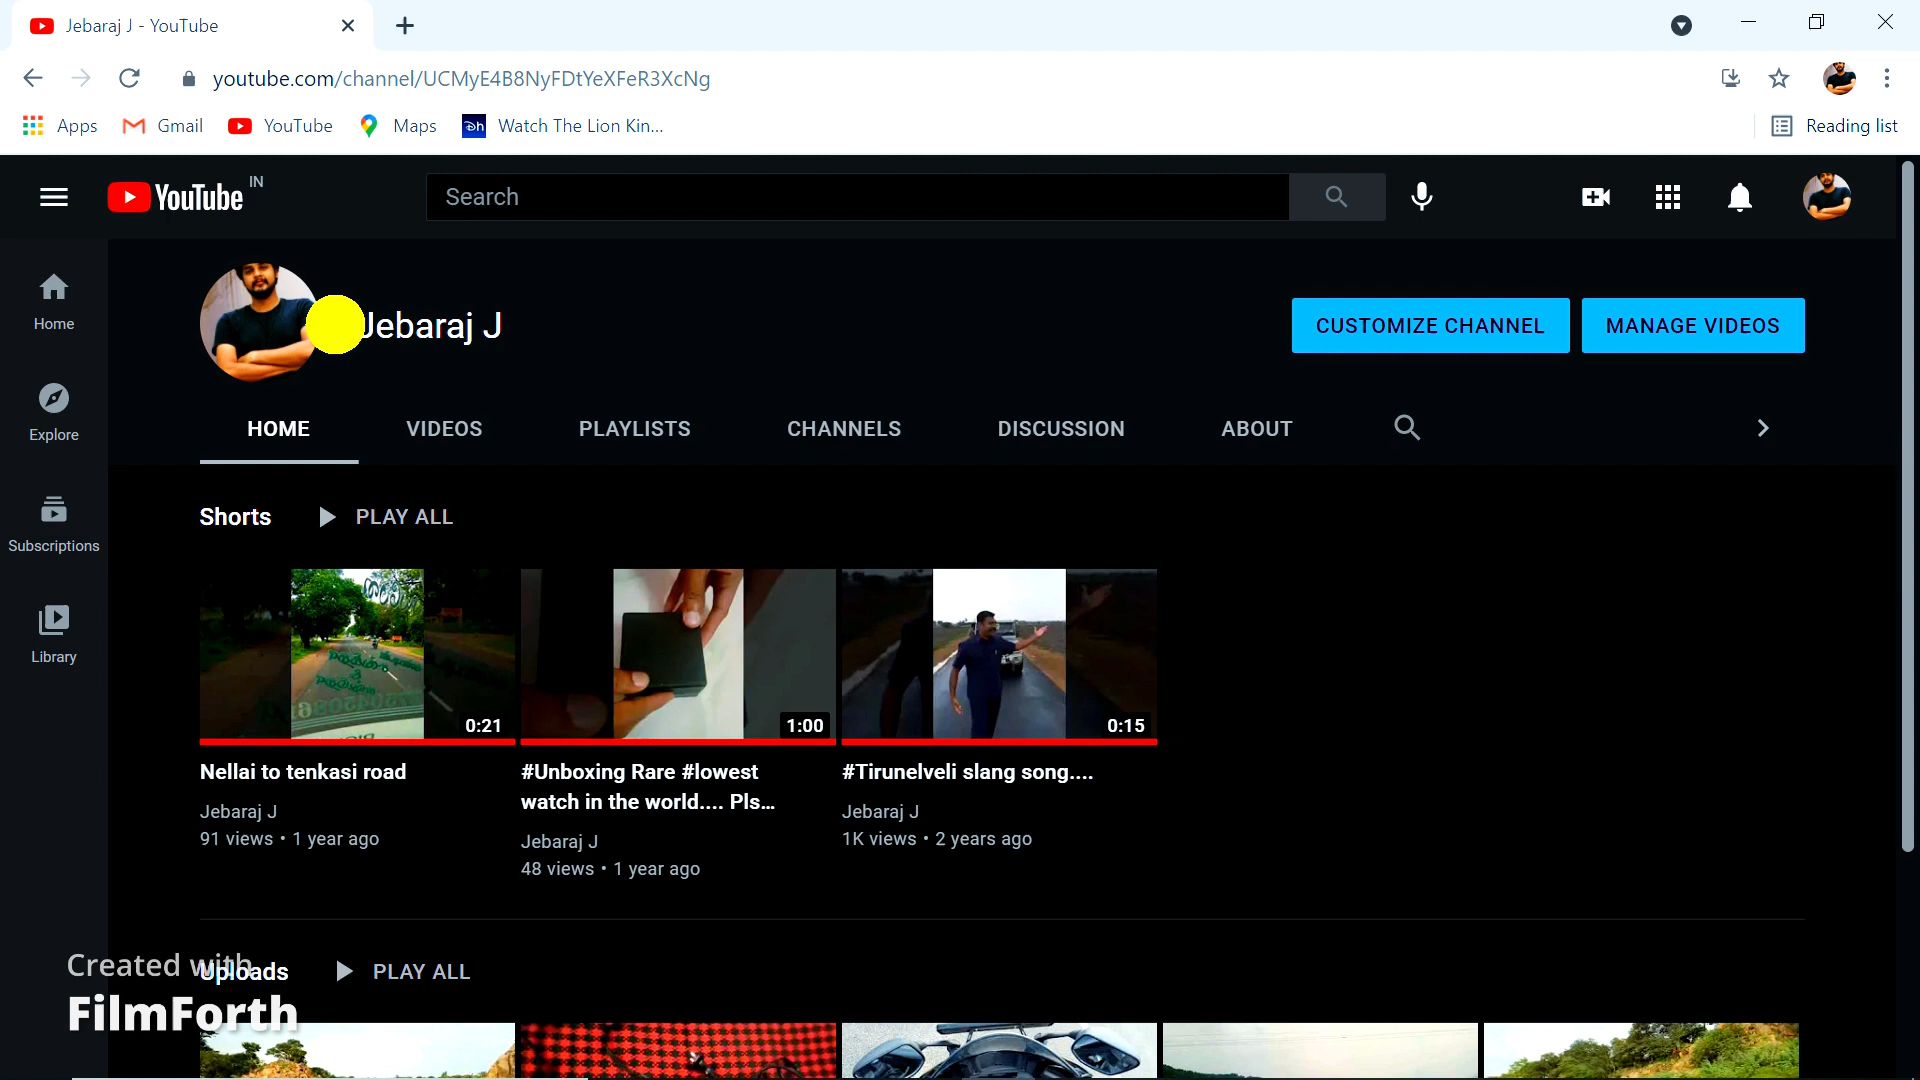 Jebaraj J - YouTube
youtube.com/channel/UCMyE4B8NyFDtYeXFeR3XcNg
Apps Gmail YouTube Maps Watch The Lion Kin... Reading list
YouTube IN
Search
Home
Explore
Subscriptions
Library
Jebaraj J
CUSTOMIZE CHANNEL MANAGE VIDEOS
HOME VIDEOS PLAYLISTS CHANNELS DISCUSSION ABOUT
Shorts PLAY ALL
0:21 1:00 0:15
Nellai to tenkasi road
Jebaraj J
91 views • 1 year ago
#Unboxing Rare #lowest
watch in the world.... Pls...
Jebaraj J
48 views • 1 year ago
#Tirunelveli slang song....
Jebaraj J
1K views • 2 years ago
Uploads PLAY ALL
Created with
FilmForth